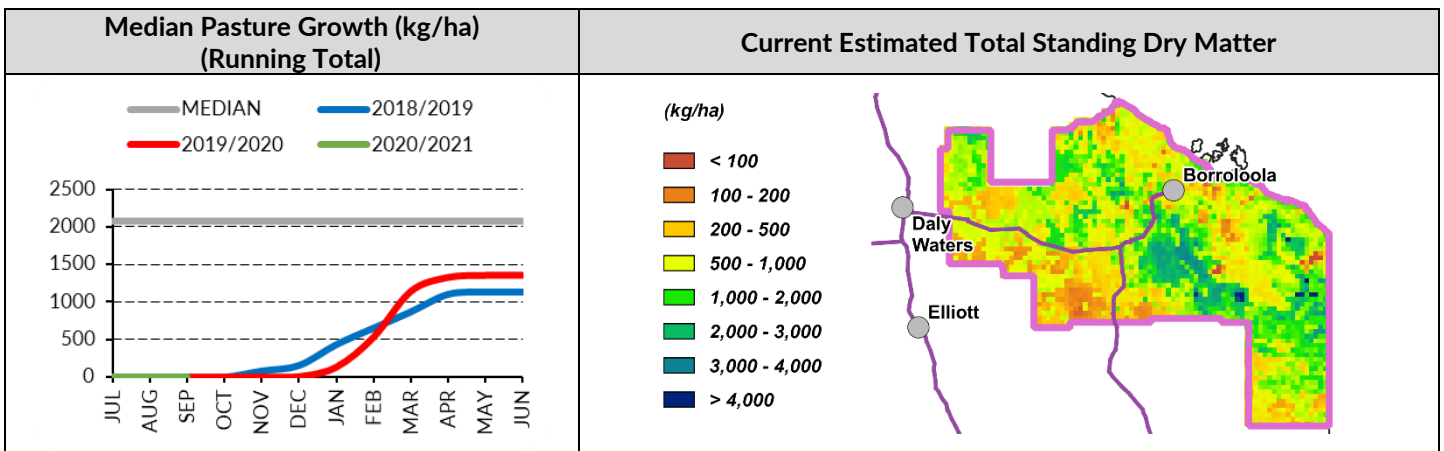 Median Pasture Growth (kg/ha)
(Running Total)
Current Estimated Total Standing Dry Matter
MEDIAN
2018/2019
2019/2020
2020/2021
2500
2000
1500
1000
500
0
JUL
AUG
SEP
OCT
NOV
DEC
JAN
FEB
MAR
APR
MAY
JUN
(kg/ha)
< 100
100 - 200
200 - 500
500 - 1,000
1,000 - 2,000
2,000 - 3,000
3,000 - 4,000
> 4,000
Borroloola
Daly
Waters
Elliott